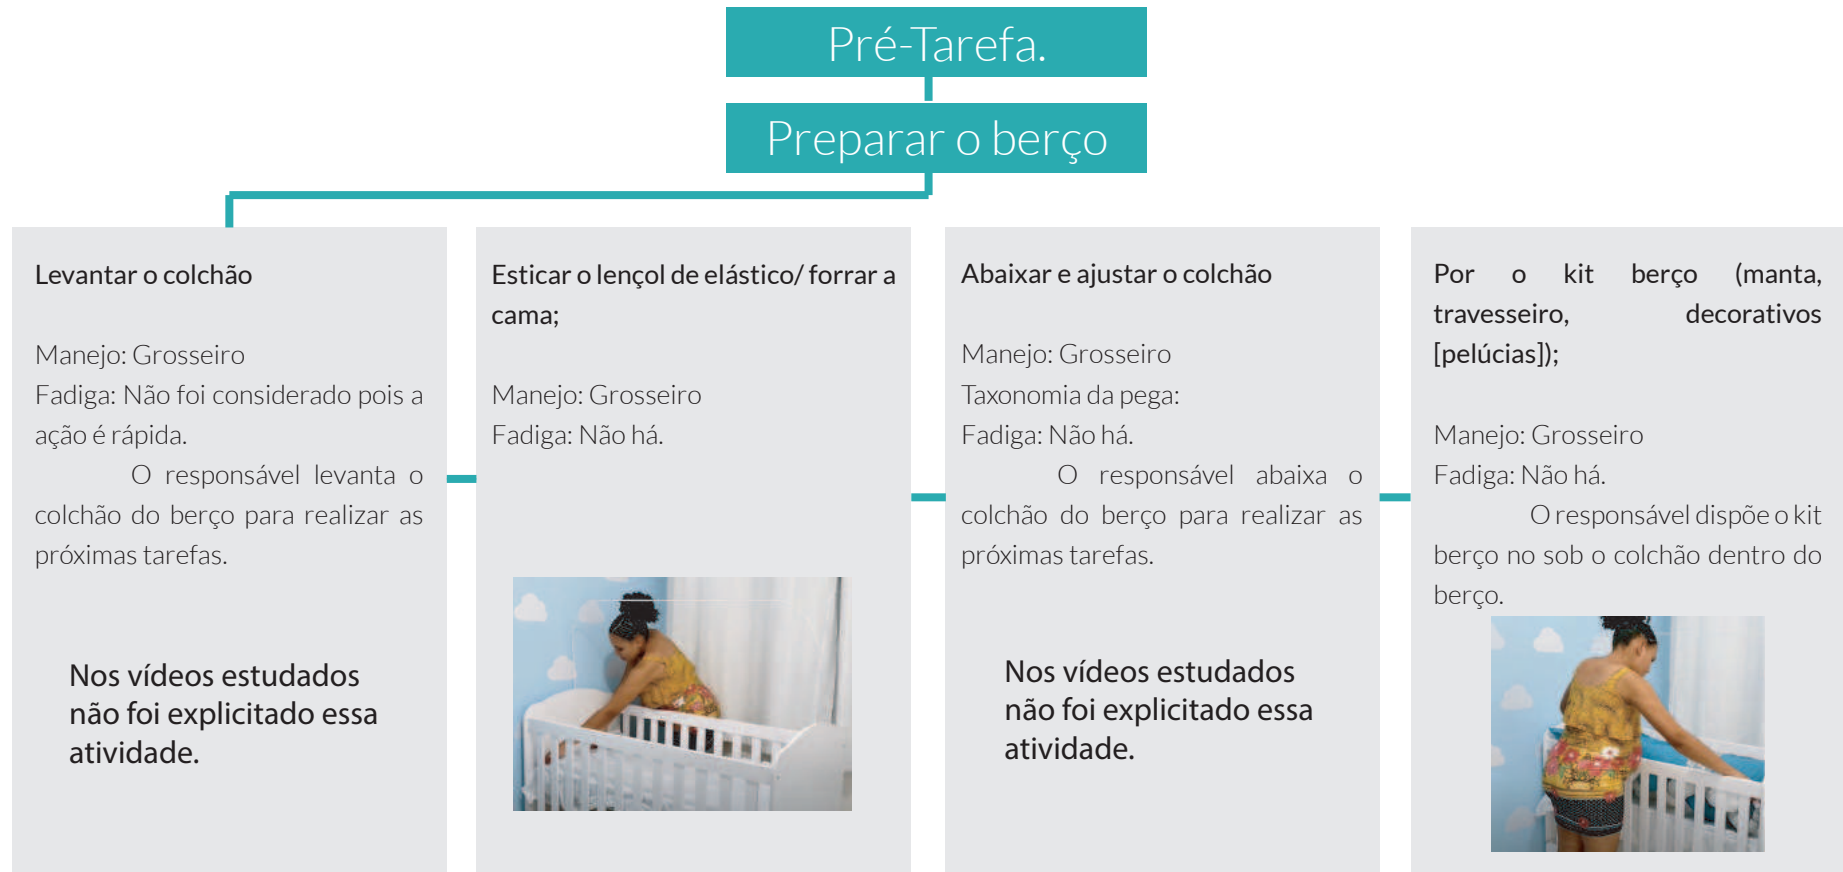 Pré-Tarefa.
Preparar o berço
Levantar o colchão
Manejo: Grosseiro
Fadiga: Não foi considerado pois a
ação é rápida.
O responsável levanta o
colchão do berço para realizar as
próximas tarefas.
Nos vídeos estudados
não foi explicitado essa
atividade.
Esticar o lençol de elástico/ forrar a
cama;
Manejo: Grosseiro
Fadiga: Não há.
Abaixar e ajustar o colchão
Manejo: Grosseiro
Taxonomia da pega:
Fadiga: Não há.
O responsável abaixa o
colchão do berço para realizar as
próximas tarefas.
Nos vídeos estudados
não foi explicitado essa
atividade.
Por o kit berço (manta,
travesseiro, decorativos
[pelúcias]);
Manejo: Grosseiro
Fadiga: Não há.
O responsável dispõe o kit
berço no sob o colchão dentro do
berço.